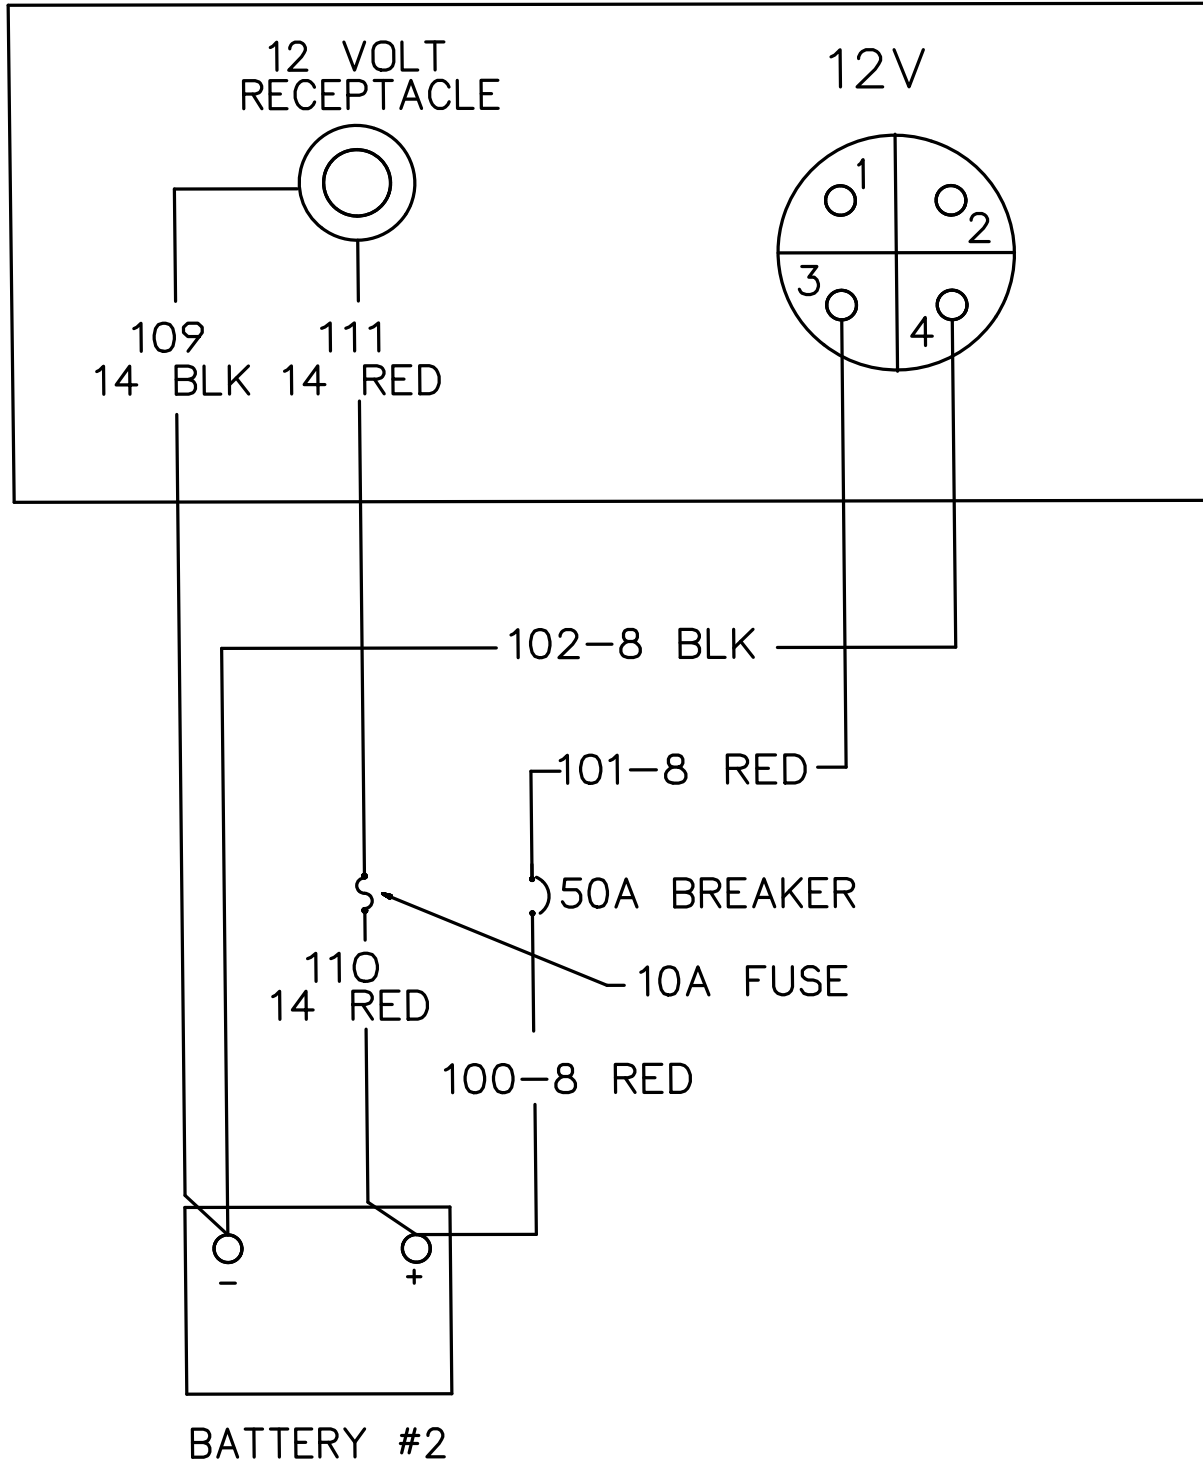 12 VOLT
RECEPTACLE
12V
1
2
3
4
109
14 BLK
111
14 RED
102-8 BLK
101-8 RED
50A BREAKER
10A FUSE
110
14 RED
100-8 RED
-
+
BATTERY #2